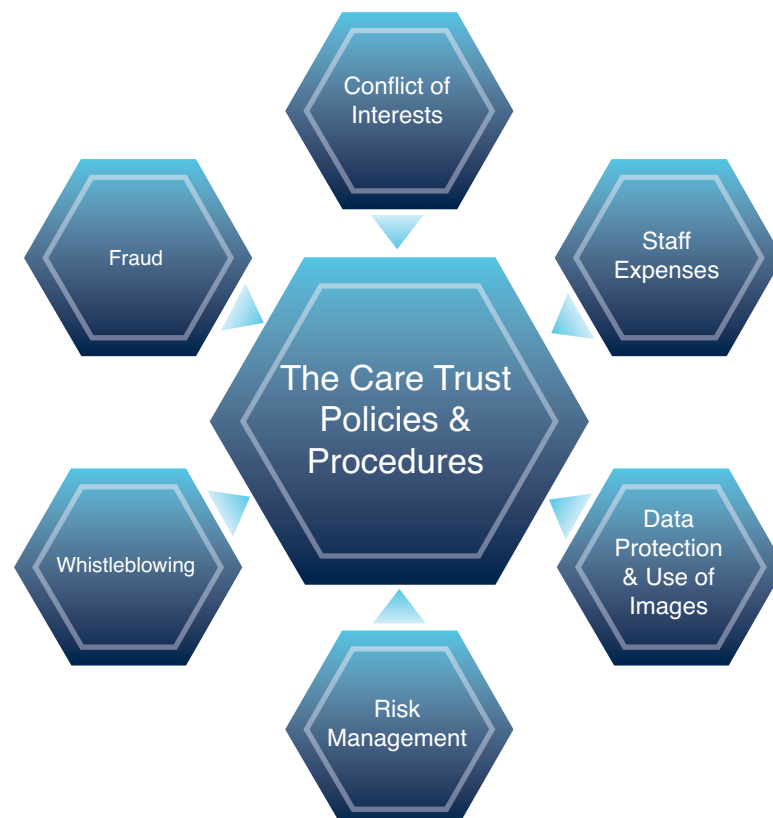 Conflict of
Interests
Fraud
Staff
Expenses
The Care Trust
Policies &
Procedures
Whistleblowing
Data
Protection
& Use of
Images
Risk
Management